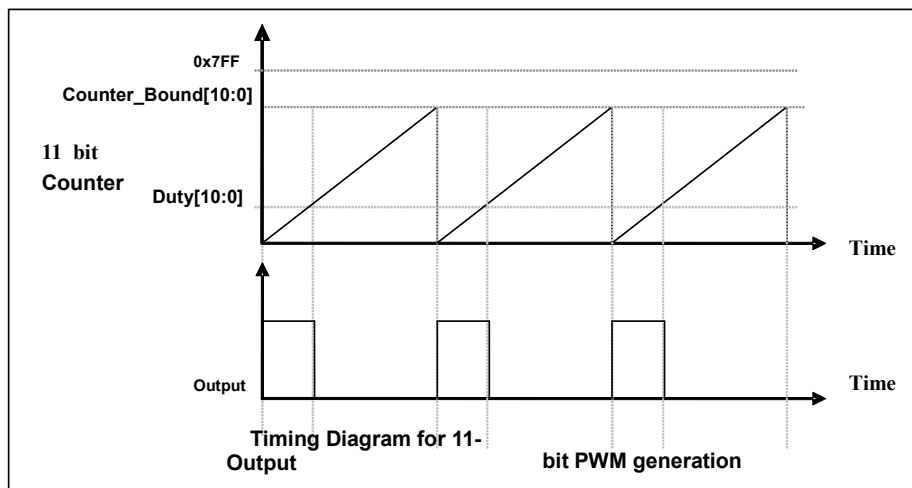 0x7FF
Counter_Bound[10:0]
11 bit
Counter
Duty[10:0]
Time
Output
Time
Timing Diagram for 11-
Output
bit PWM generation